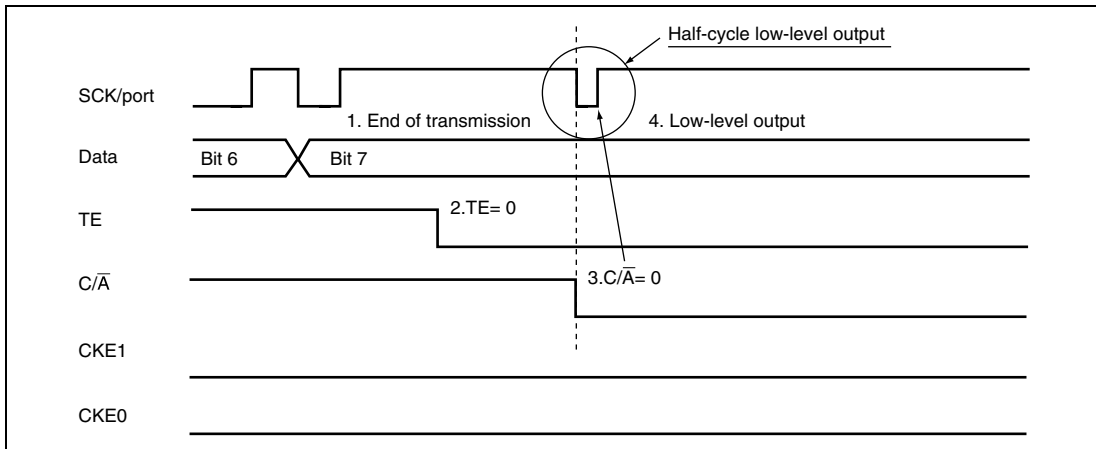 Half-cycle low-level output
SCK/port
1. End of transmission
4. Low-level output
Data
Bit 6
Bit 7
TE
2.TE= 0
C/A̅
3.C/A̅= 0
CKE1
CKE0